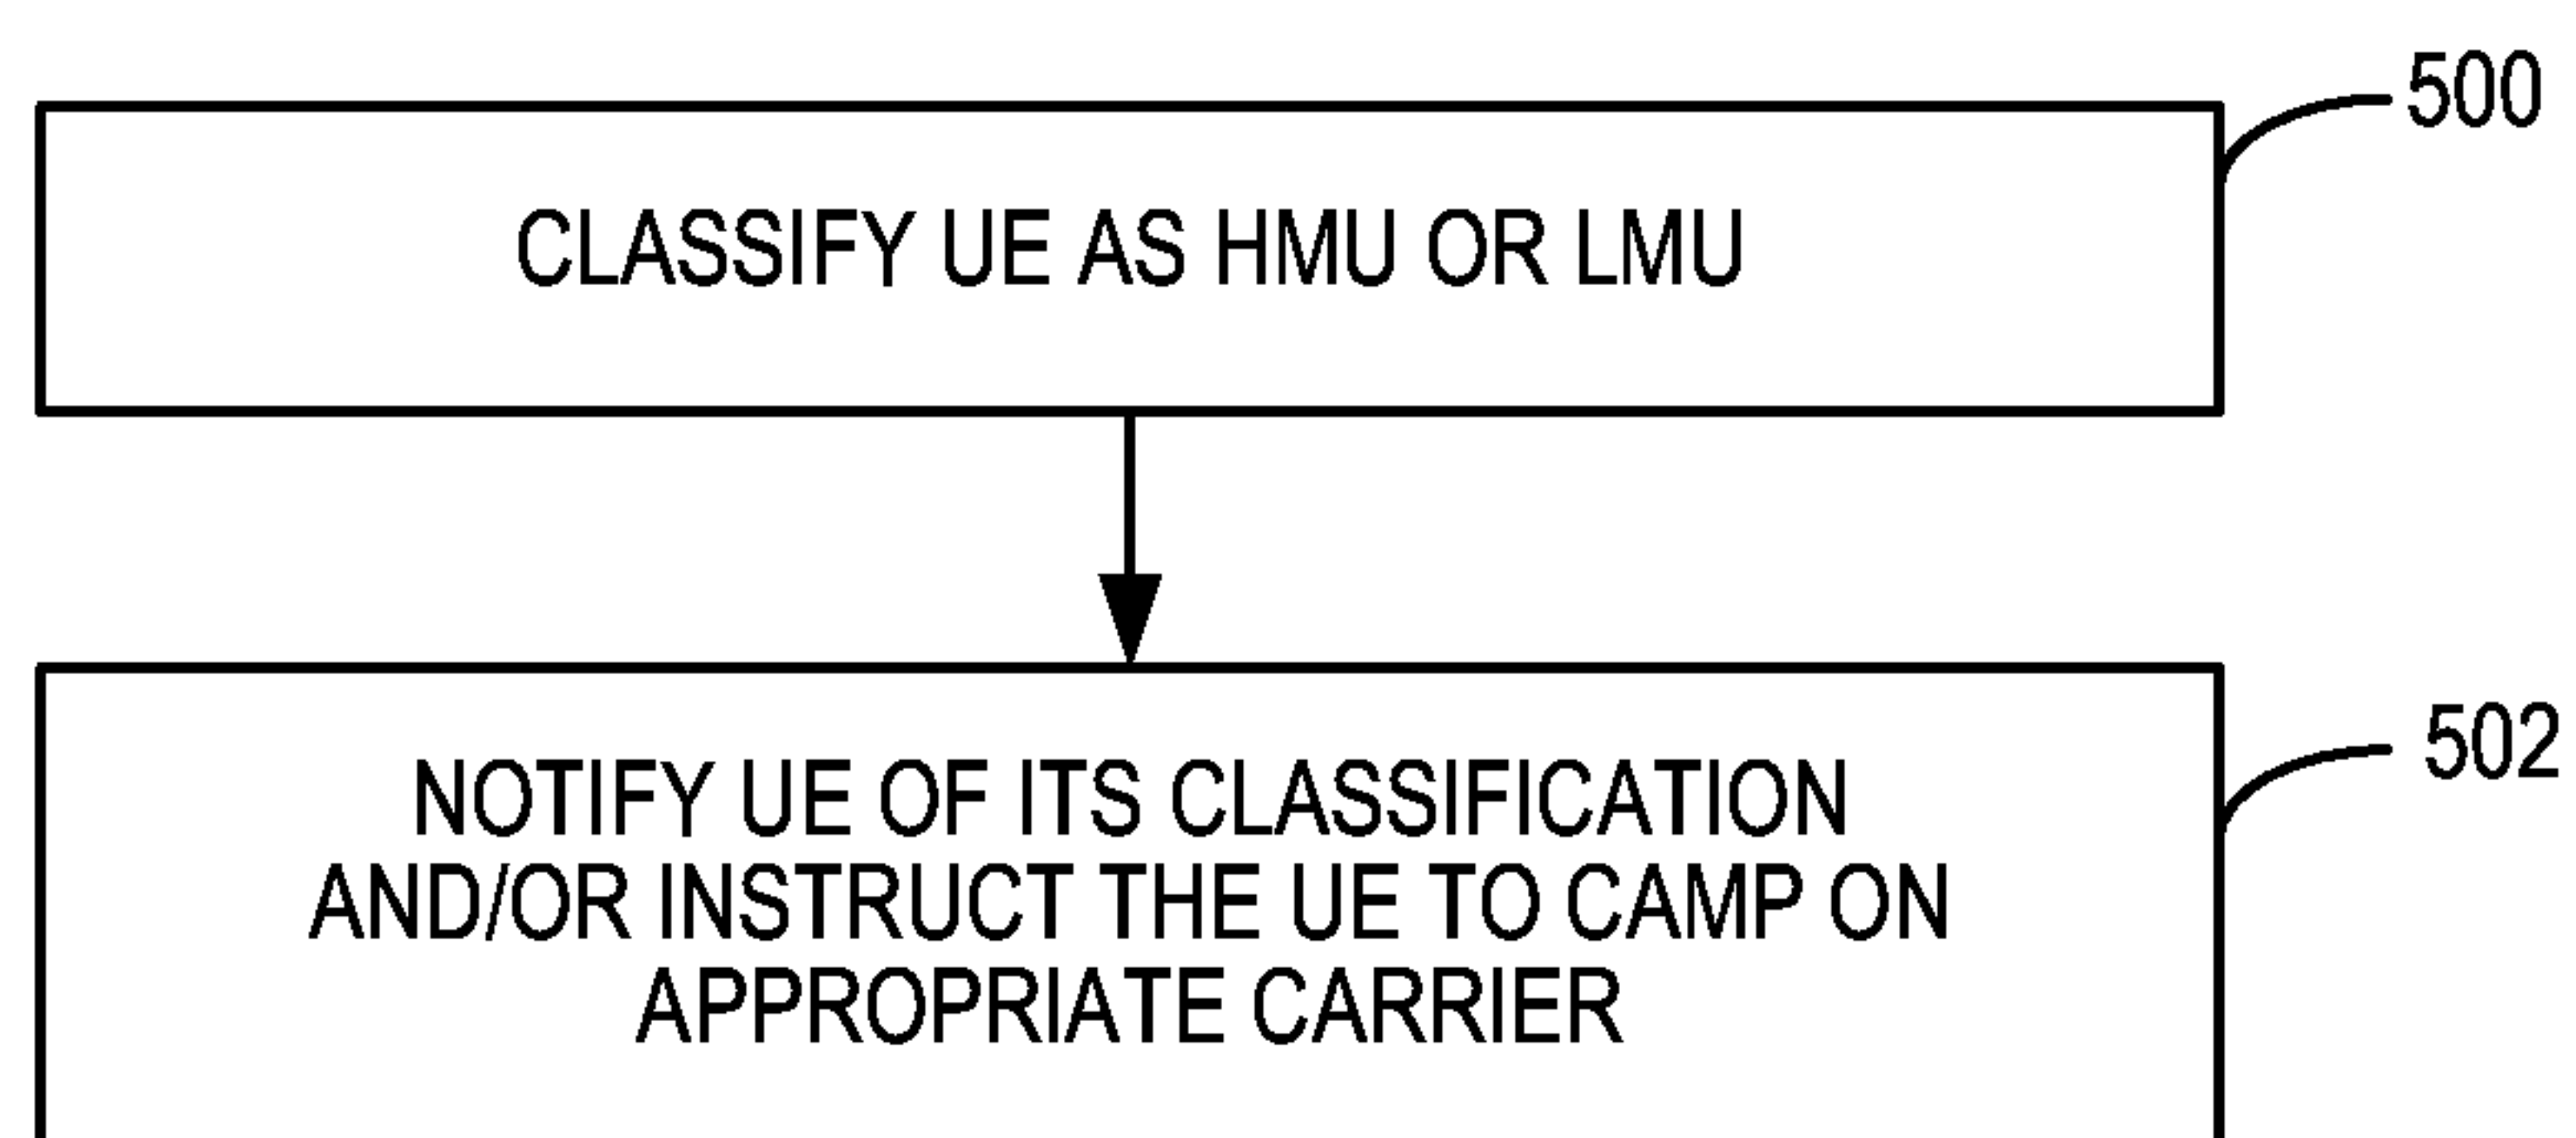 500
CLASSIFY UE AS HMU OR LMU
502
NOTIFY UE OF ITS CLASSIFICATION
AND/OR INSTRUCT THE UE TO CAMP ON
APPROPRIATE CARRIER